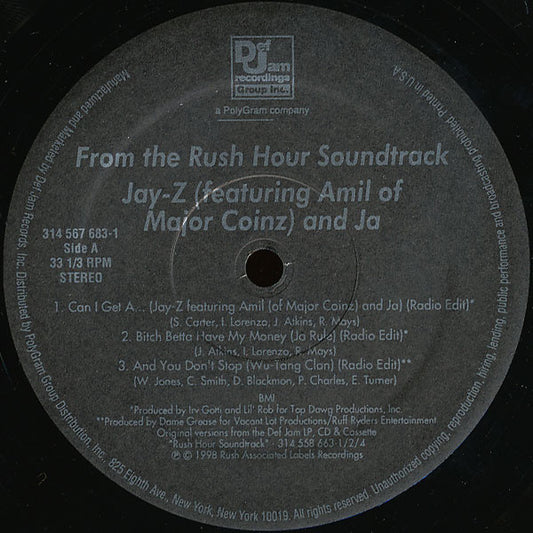 Def
Jam
recordings
Group Inc..
a PolyGram company
From the Rush Hour Soundtrack
Jay-Z (featuring Amil of
Major Coinz) and Ja
314 567 683-1
Side A
33 1/3 RPM
STEREO
1. Can I Get A... (Jay-Z featuring Amil (of Major Coinz) and Ja) (Radio Edit)*
(S. Carter, I. Lorenzo, J. Atkins, R. Mays)
2. Bitch Betta Have My Money (Ja Rule) (Radio Edit)*
(J. Atkins, I. Lorenzo, R. Mays)
3. And You Don't Stop (Wu-Tang Clan) (Radio Edit)**
(W. Jones, C. Smith, D. Blackmon, P. Charles, E. Turner)
BMI
*Produced by Irv Gotti and Lil' Rob for Top Dawg Productions, Inc.
**Produced by Dame Grease for Vacant Lot Productions/Ruff Ryders Entertainment
Original versions from the Def Jam LP, CD & Cassette
"Rush Hour Soundtrack" - 314 558 663-1/2/4
℗ © 1998 Rush Associated Labels Recordings
Manufactured and Marketed by Def Jam Records, Inc. Distributed by PolyGram Group Distribution, Inc., 825 Eighth Ave., New York, New York, 10019. All rights reserved. Unauthorized copying, reproduction, hiring, lending, public performance and broadcasting prohibited. Printed in U.S.A.